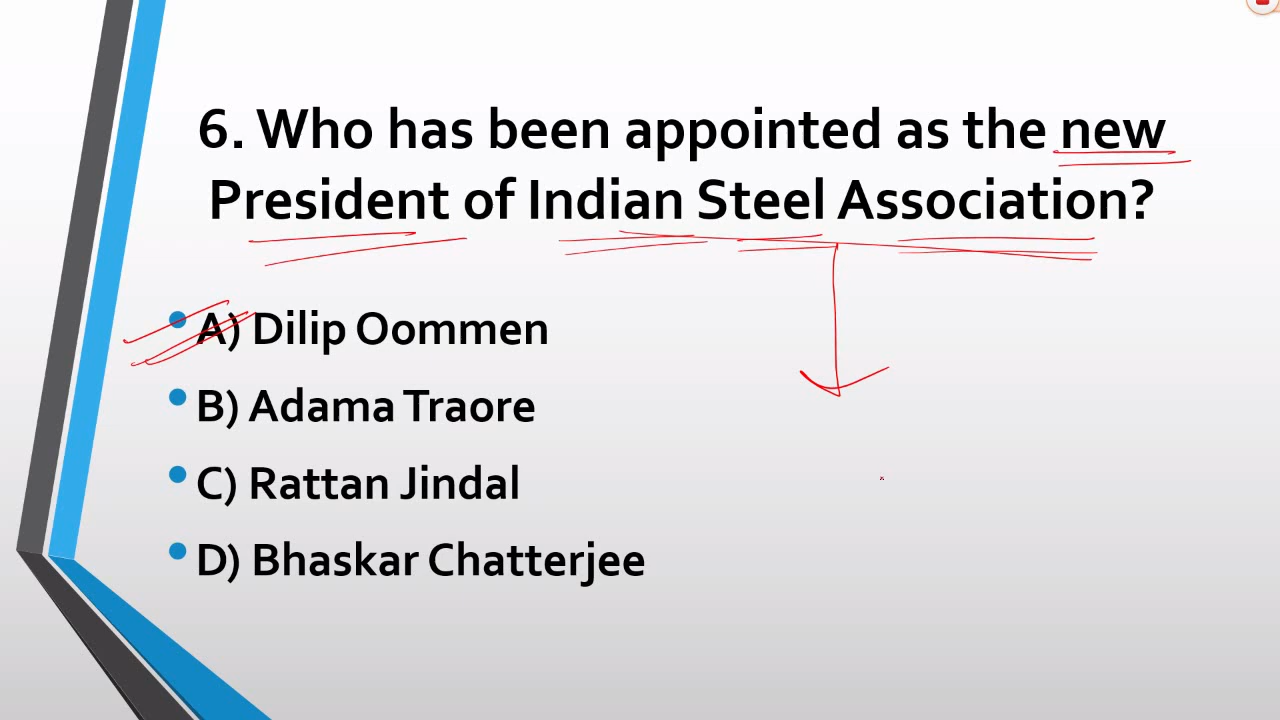 6. Who has been appointed as the new
President of Indian Steel Association?
A) Dilip Oommen
B) Adama Traore
C) Rattan Jindal
D) Bhaskar Chatterjee